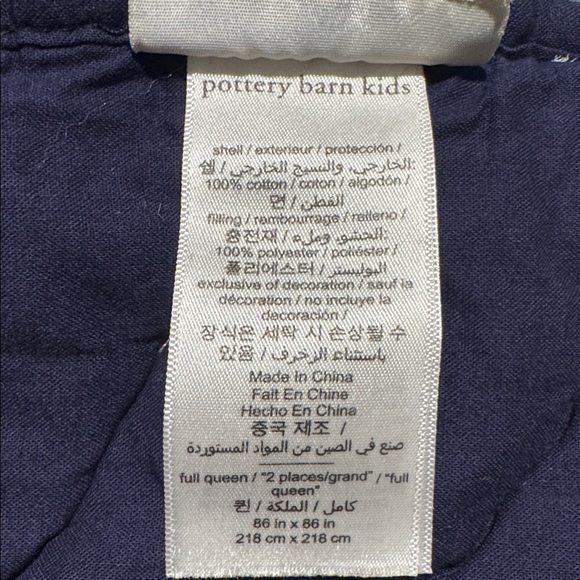 pottery barn kids
shell / exterieur / protección /
쉘 / الخارجي، والنسيج الخارجي:
100% cotton / coton / algodón /
면 / القطن
filling / rembourrage / relleno /
충전재 / الحشو، وملء:
100% polyester / poliéster /
폴리에스터 / البوليستر
exclusive of decoration / sauf la
décoration / no incluye la
decoración /
장식은 세탁 시 손상될 수
있음 / باستثناء الزخرف
Made In China
Fait En Chine
Hecho En China
중국 제조 /
صنع في الصين من المواد المستوردة
full queen / "2 places/grand" / "full
queen"
퀸 / كامل / الملكة
86 in x 86 in
218 cm x 218 cm